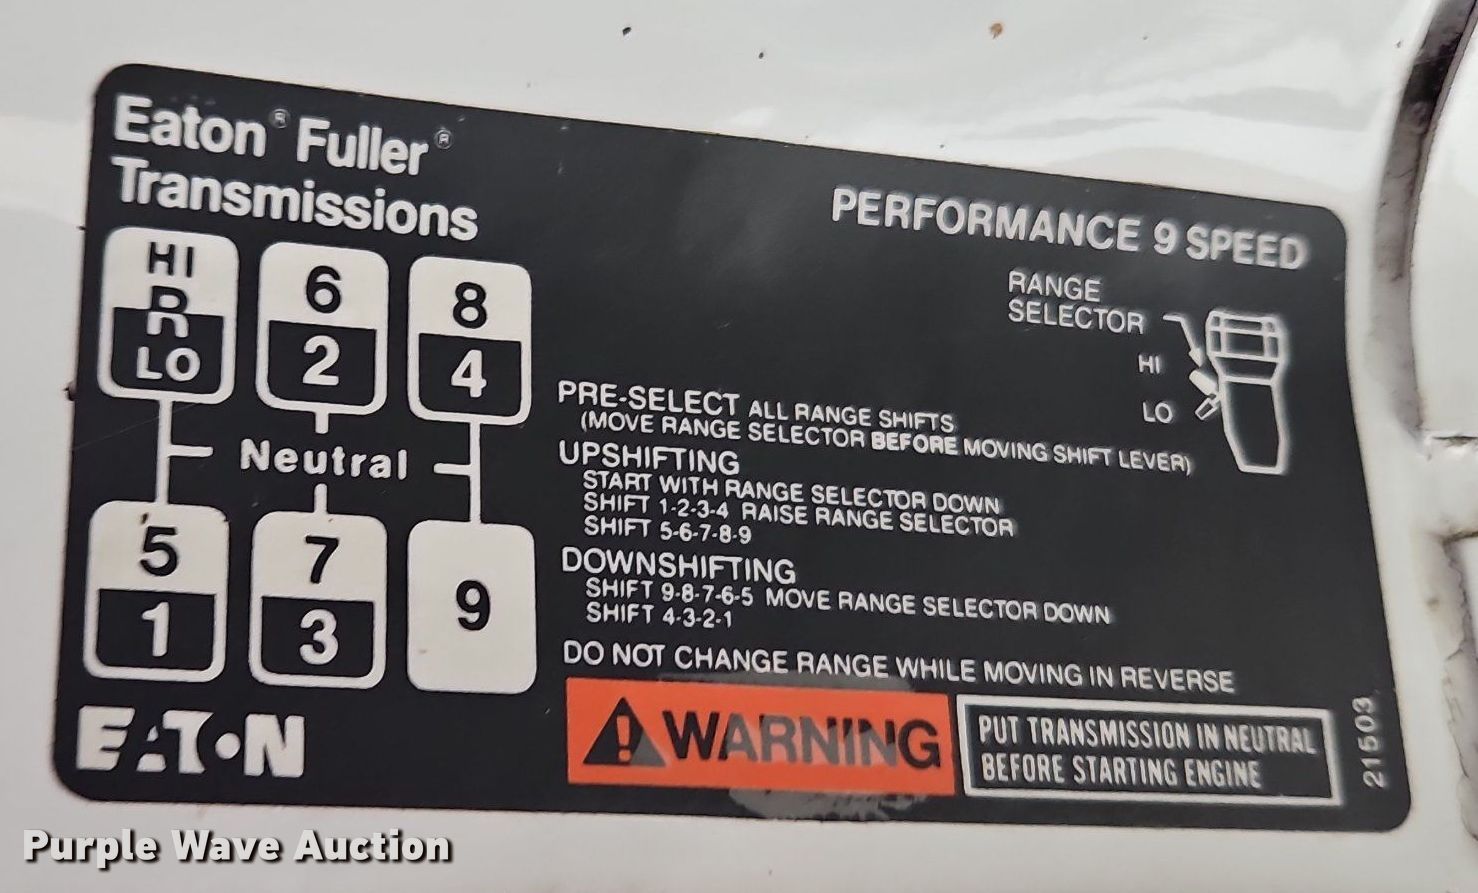 Eaton® Fuller®
Transmissions
PERFORMANCE 9 SPEED
HI
R
LO
6
2
8
4
Neutral
5
1
7
3
9
RANGE
SELECTOR
HI
LO
PRE-SELECT ALL RANGE SHIFTS
(MOVE RANGE SELECTOR BEFORE MOVING SHIFT LEVER)
UPSHIFTING
START WITH RANGE SELECTOR DOWN
SHIFT 1-2-3-4 RAISE RANGE SELECTOR
SHIFT 5-6-7-8-9
DOWNSHIFTING
SHIFT 9-8-7-6-5 MOVE RANGE SELECTOR DOWN
SHIFT 4-3-2-1
DO NOT CHANGE RANGE WHILE MOVING IN REVERSE
EATON
WARNING
PUT TRANSMISSION IN NEUTRAL
BEFORE STARTING ENGINE
21503
Purple Wave Auction